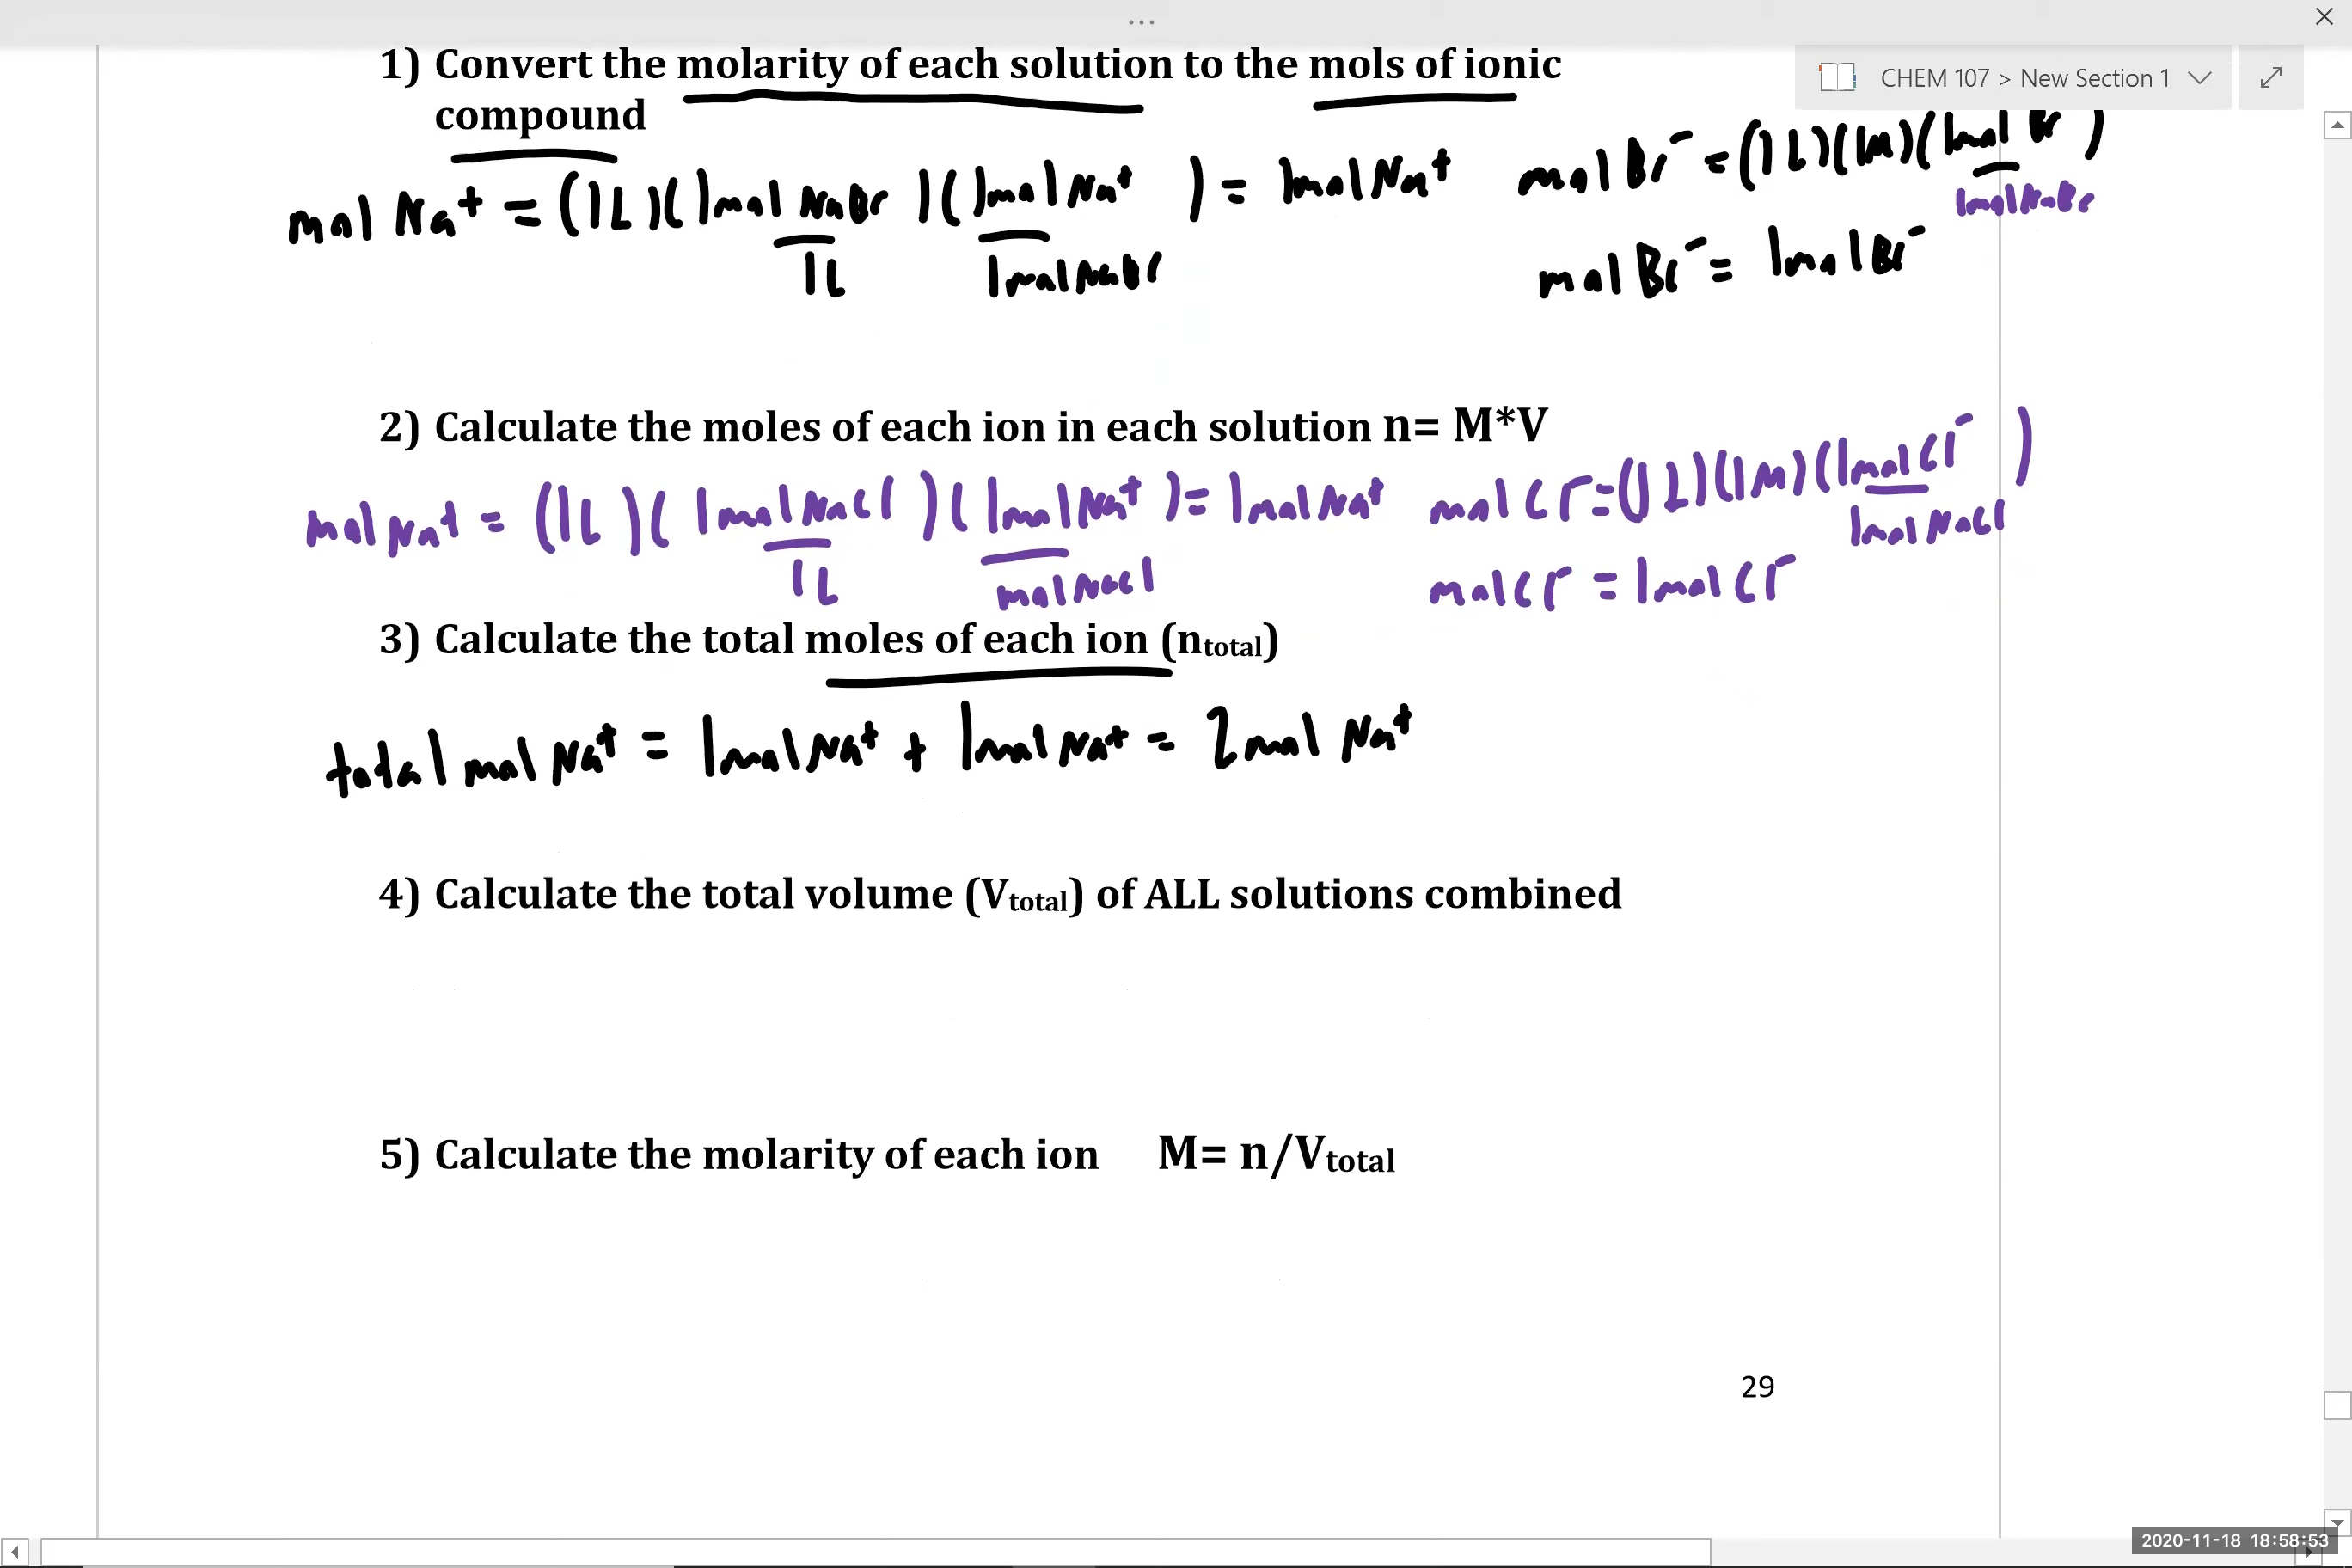 1) Convert the molarity of each solution to the mols of ionic
compound
CHEM 107 > New Section 1
mol Na⁺ = (1L)(1mol NaBr / 1L)(1mol Na⁺ / 1mol NaBr) = 1mol Na⁺
mol Br⁻ = (1L)(1M)(1mol Br / 1mol NaBr)
mol Br⁻ = 1mol Br⁻
2) Calculate the moles of each ion in each solution n= M*V
mol Na⁺ = (1L)(1mol NaCl / 1L)(1mol Na⁺ / mol NaCl) = 1mol Na⁺
mol Cl⁻ = (1L)(1M)(1mol Cl⁻ / 1mol NaCl)
mol Cl⁻ = 1mol Cl⁻
3) Calculate the total moles of each ion (ntotal)
total mol Na⁺ = 1mol Na⁺ + 1mol Na⁺ = 2mol Na⁺
4) Calculate the total volume (Vtotal) of ALL solutions combined
5) Calculate the molarity of each ion M= n/Vtotal
29
2020-11-18 18:58:53